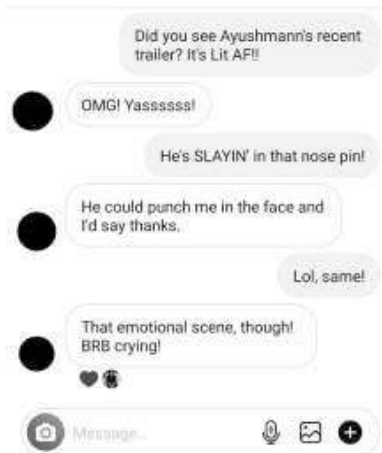 Did you see Ayushmann's recent
trailer? It's Lit AF!!
OMG! Yassssss!
He's SLAYIN' in that nose pin!
He could punch me in the face and
I'd say thanks.
Lol, same!
That emotional scene, though!
BRB crying!
Message...